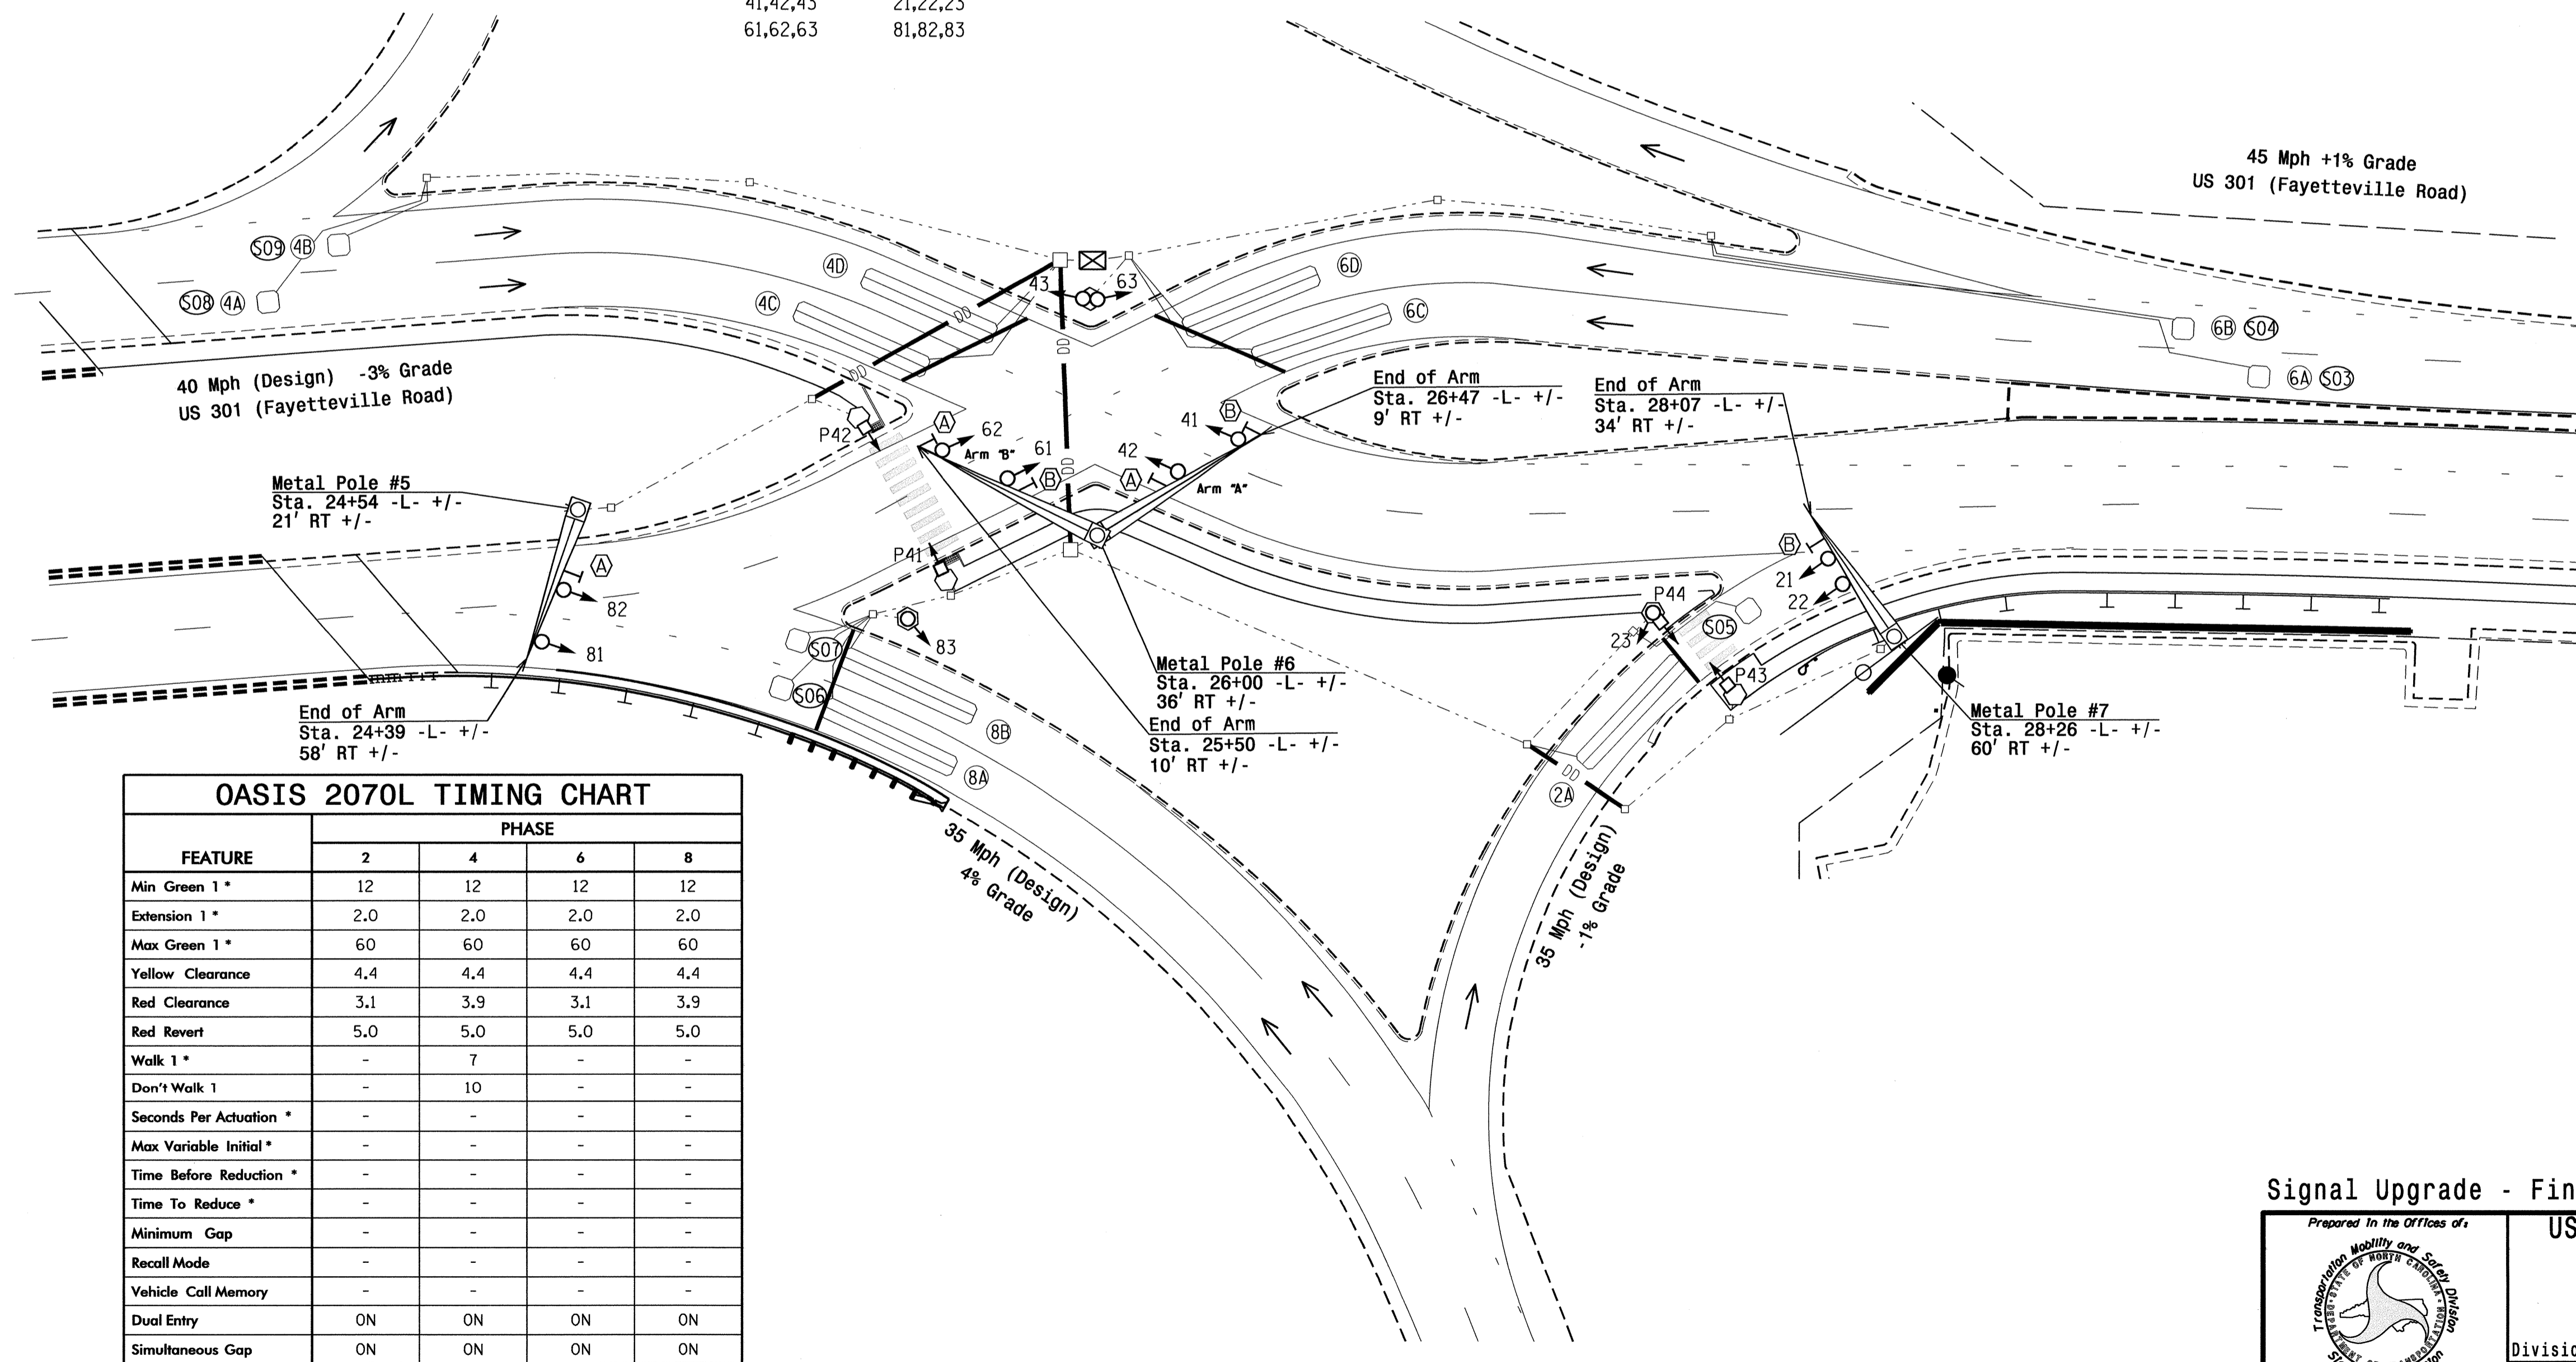 41,42,43 21,22,23
61,62,63 81,82,83
45 Mph +1% Grade
US 301 (Fayetteville Road)
S09 4B
S08 4A
4D
4C
43
63
6D
6C
6B S04
6A S03
40 Mph (Design) -3% Grade
US 301 (Fayetteville Road)
End of Arm
Sta. 26+47 -L- +/-
9' RT +/-
End of Arm
Sta. 28+07 -L- +/-
34' RT +/-
P42
A
62
Arm "B"
61
B
41
B
42
A
Arm "A"
Metal Pole #5
Sta. 24+54 -L- +/-
21' RT +/-
A
82
81
P41
83
S07
S06
B
21
22
P44
23
S05
P43
End of Arm
Sta. 24+39 -L- +/-
58' RT +/-
Metal Pole #6
Sta. 26+00 -L- +/-
36' RT +/-
End of Arm
Sta. 25+50 -L- +/-
10' RT +/-
Metal Pole #7
Sta. 28+26 -L- +/-
60' RT +/-
8B
8A
2A
35 Mph (Design)
4% Grade
35 Mph (Design)
-1% Grade
OASIS 2070L TIMING CHART
PHASE
FEATURE 2 4 6 8
Min Green 1 * 12 12 12 12
Extension 1 * 2.0 2.0 2.0 2.0
Max Green 1 * 60 60 60 60
Yellow Clearance 4.4 4.4 4.4 4.4
Red Clearance 3.1 3.9 3.1 3.9
Red Revert 5.0 5.0 5.0 5.0
Walk 1 * - 7 - -
Don't Walk 1 - 10 - -
Seconds Per Actuation * - - - -
Max Variable Initial * - - - -
Time Before Reduction * - - - -
Time To Reduce * - - - -
Minimum Gap - - - -
Recall Mode - - - -
Vehicle Call Memory - - - -
Dual Entry ON ON ON ON
Simultaneous Gap ON ON ON ON
Signal Upgrade - Fin
Prepared in the Offices of:
US
Transportation Mobility and Safety Division
STATE OF NORTH CAROLINA
Divisio